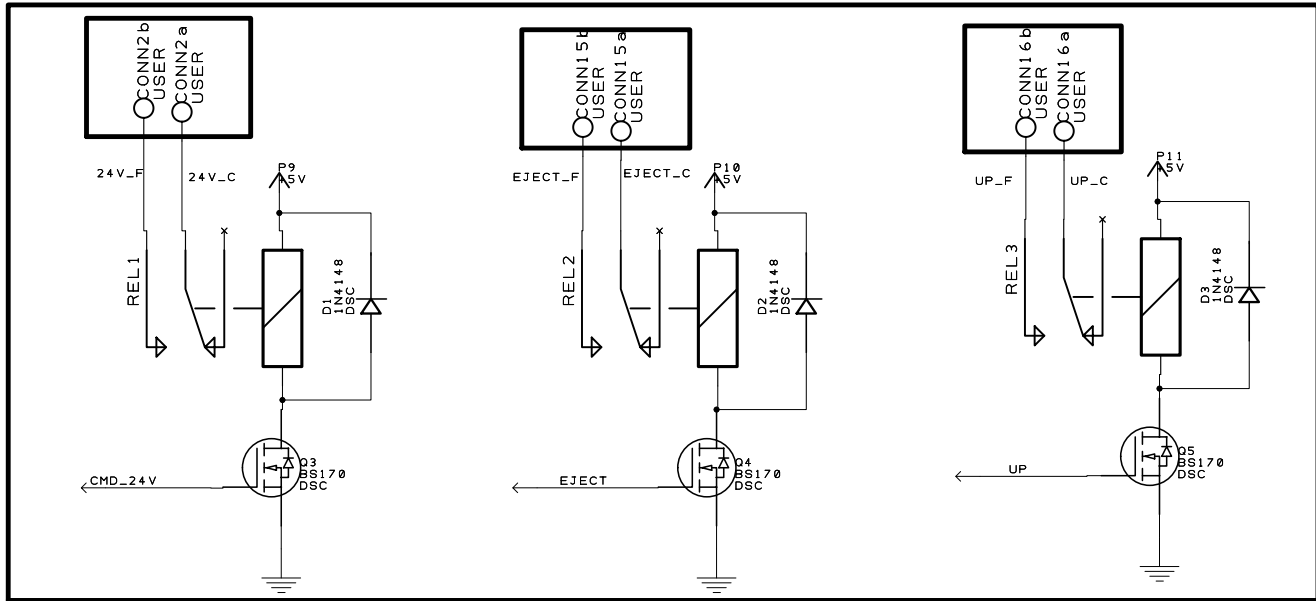 CONN2b
USER
CONN2a
USER
24V_F
24V_C
P9
+5V
REL1
D1
1N4148
DSC
Q3
BS170
DSC
CMD_24V
CONN15b
USER
CONN15a
USER
EJECT_F
EJECT_C
P10
+5V
REL2
D2
1N4148
DSC
Q4
BS170
DSC
EJECT
CONN16b
USER
CONN16a
USER
UP_F
UP_C
P11
+5V
REL3
D3
1N4148
DSC
Q5
BS170
DSC
UP